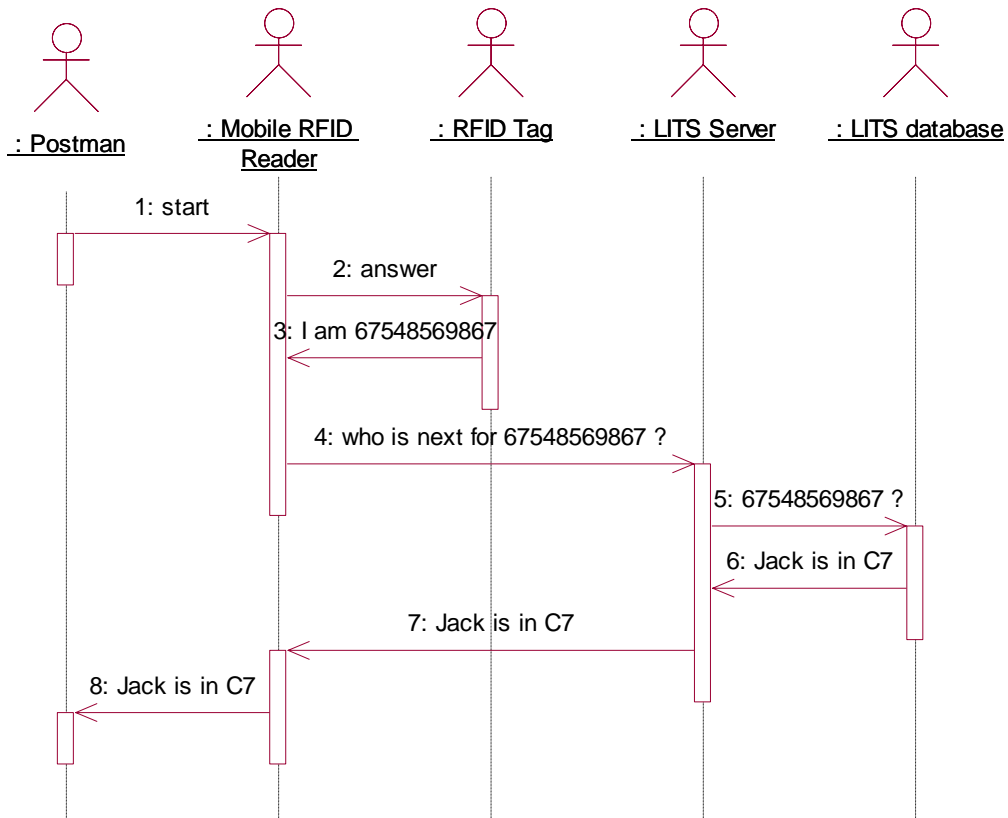 : Postman
: Mobile RFID
Reader
: RFID Tag
: LITS Server
: LITS database
1: start
2: answer
3: I am 67548569867
4: who is next for 67548569867 ?
5: 67548569867 ?
6: Jack is in C7
7: Jack is in C7
8: Jack is in C7